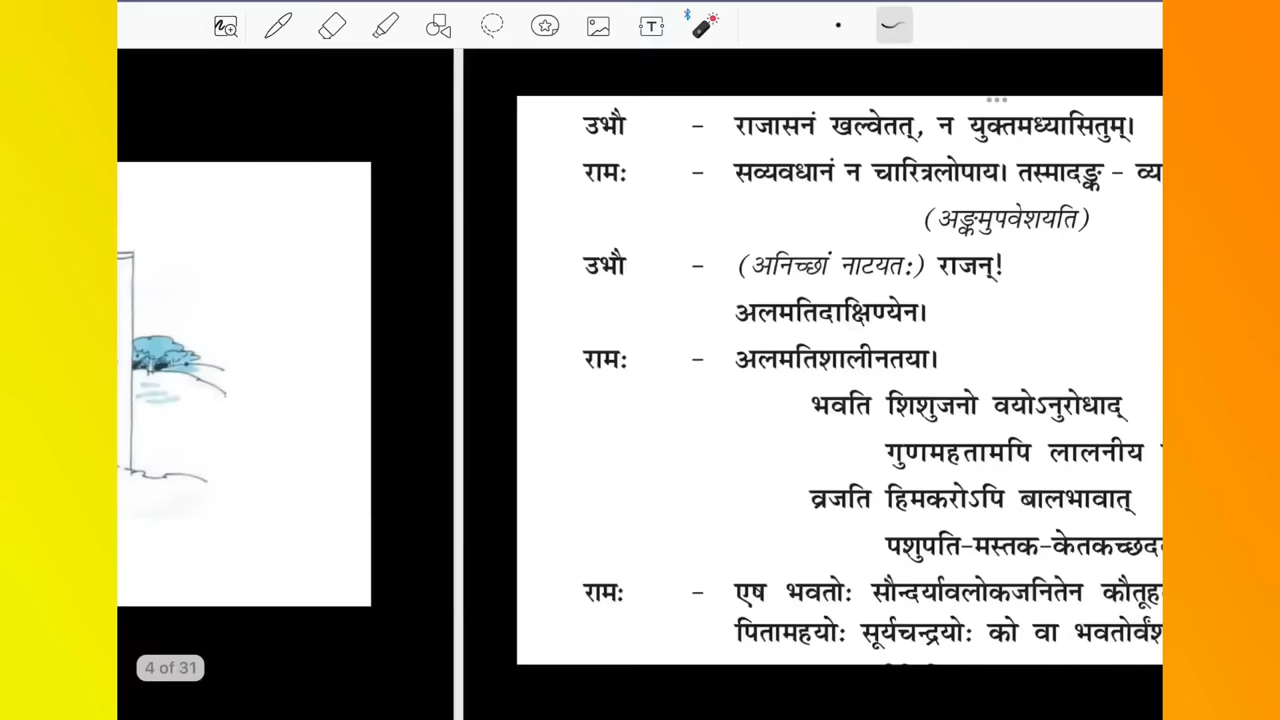 उभौ - राजासनं खल्वेतत्, न युक्तमध्यासितुम्।
रामः - सव्यवधानं न चारित्रलोपाय। तस्मादङ्क - व्य
(अङ्कमुपवेशयति)
उभौ - (अनिच्छां नाटयतः) राजन्!
अलमतिदाक्षिण्येन।
रामः - अलमतिशालीनतया।
भवति शिशुजनो वयोऽनुरोधाद्
गुणमहतामपि लालनीय
व्रजति हिमकरोऽपि बालभावात्
पशुपति-मस्तक-केतकच्छद
रामः - एष भवतोः सौन्दर्यावलोकजनितेन कौतूह
पितामहयोः सूर्यचन्द्रयोः को वा भवतोर्वंश
4 of 31